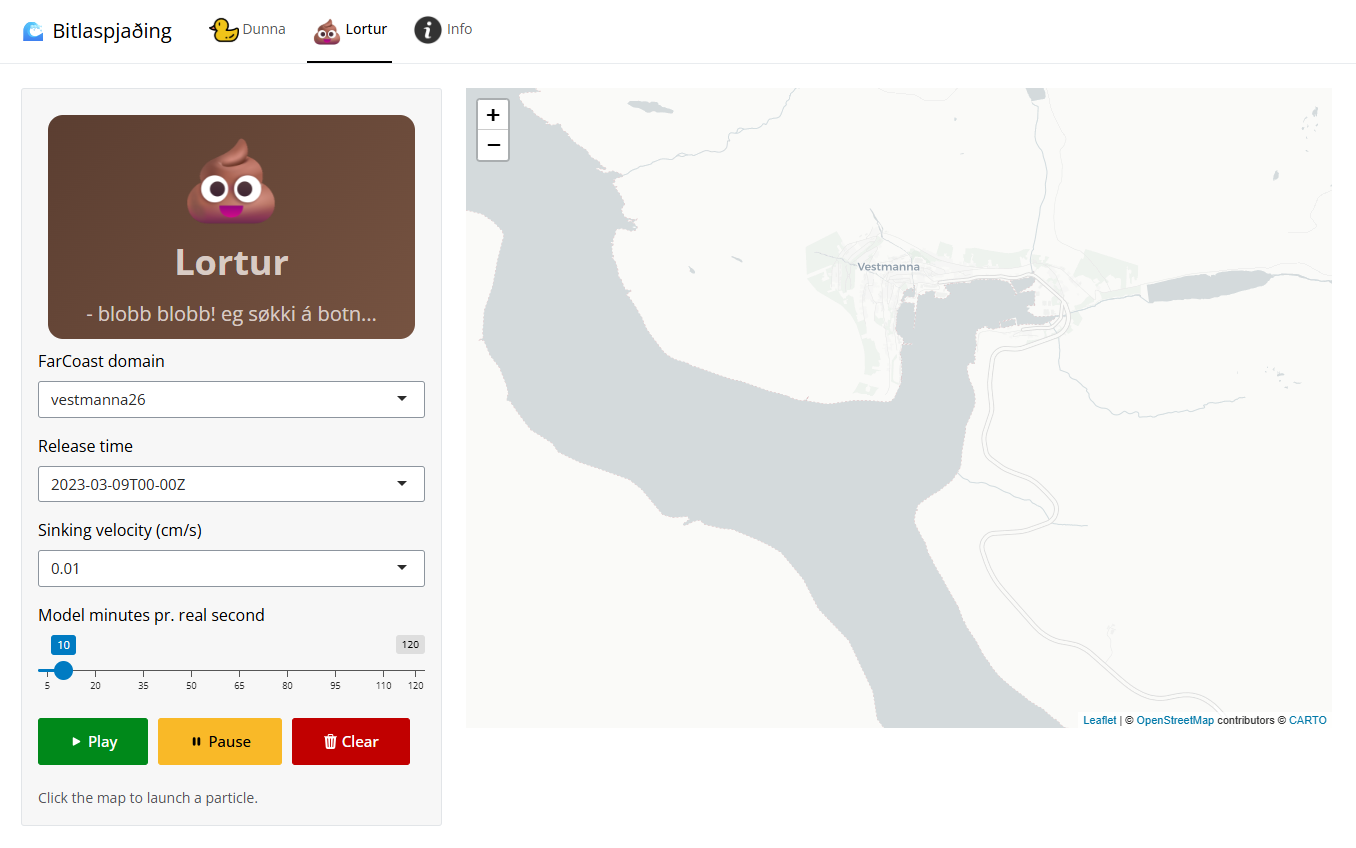 Bitlaspjaðing
Dunna
Lortur
Info
Lortur
- blobb blobb! eg søkki á botn...
FarCoast domain
vestmanna26
Release time
2023-03-09T00-00Z
Sinking velocity (cm/s)
0.01
Model minutes pr. real second
10 120
5 20 35 50 65 80 95 110 120
Play Pause Clear
Click the map to launch a particle.
+
−
Vestmanna
Leaflet | © OpenStreetMap contributors © CARTO